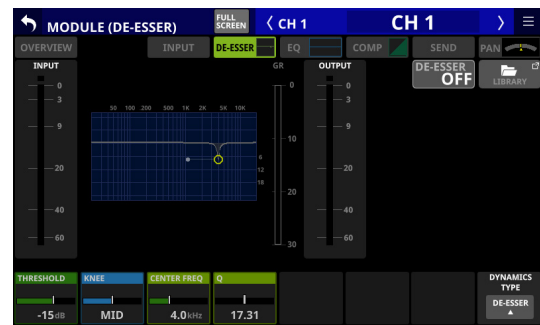 MODULE (DE-ESSER)
FULL SCREEN
CH 1
CH 1
OVERVIEW
INPUT
DE-ESSER
EQ
COMP
SEND
PAN
INPUT
GR
OUTPUT
DE-ESSER
OFF
LIBRARY
0
3
9
20
40
60
50 100 200 500 1K 2K 5K 10K
6
12
18
0
10
20
30
0
3
9
20
40
60
THRESHOLD
KNEE
CENTER FREQ
Q
DYNAMICS
TYPE
-15dB
MID
4.0kHz
17.31
DE-ESSER